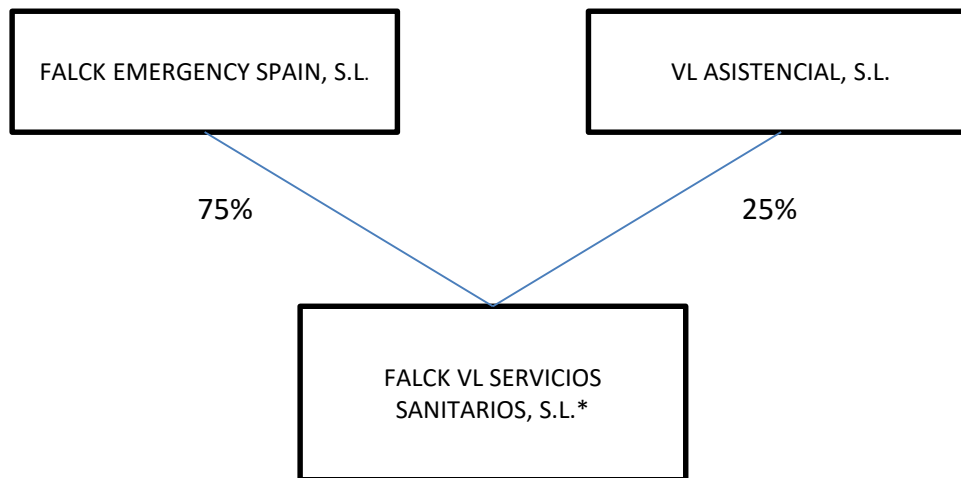 FALCK EMERGENCY SPAIN, S.L.
VL ASISTENCIAL, S.L.
75%
25%
FALCK VL SERVICIOS
SANITARIOS, S.L.*